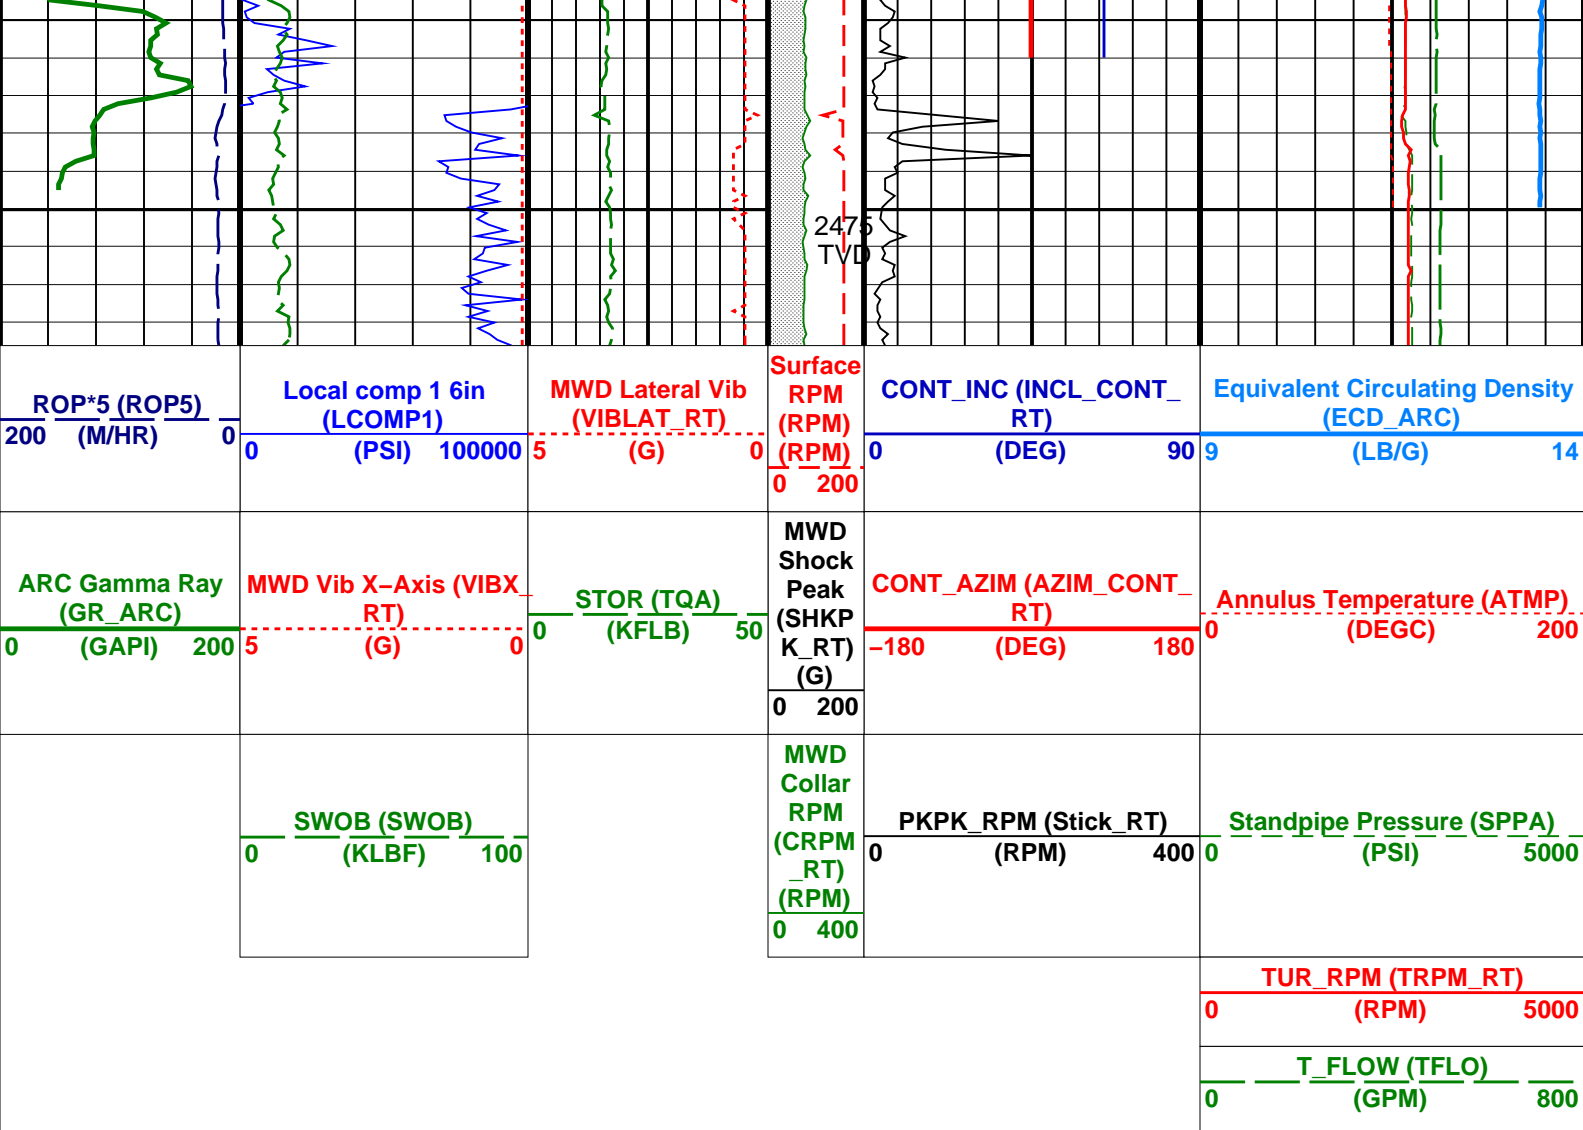 2475
TVD
ROP*5 (ROP5)
200 (M/HR) 0
Local comp 1 6in
(LCOMP1)
0 (PSI) 100000
MWD Lateral Vib
(VIBLAT_RT)
5 (G) 0
Surface
RPM
(RPM)
(RPM)
0 200
CONT_INC (INCL_CONT_
RT)
0 (DEG) 90
Equivalent Circulating Density
(ECD_ARC)
9 (LB/G) 14
ARC Gamma Ray
(GR_ARC)
0 (GAPI) 200
MWD Vib X−Axis (VIBX_
RT)
5 (G) 0
STOR (TQA)
0 (KFLB) 50
MWD
Shock
Peak
(SHKP
K_RT)
(G)
0 200
CONT_AZIM (AZIM_CONT_
RT)
−180 (DEG) 180
Annulus Temperature (ATMP)
0 (DEGC) 200
SWOB (SWOB)
0 (KLBF) 100
MWD
Collar
RPM
(CRPM
_RT)
(RPM)
0 400
PKPK_RPM (Stick_RT)
0 (RPM) 400
Standpipe Pressure (SPPA)
0 (PSI) 5000
TUR_RPM (TRPM_RT)
0 (RPM) 5000
T_FLOW (TFLO)
0 (GPM) 800